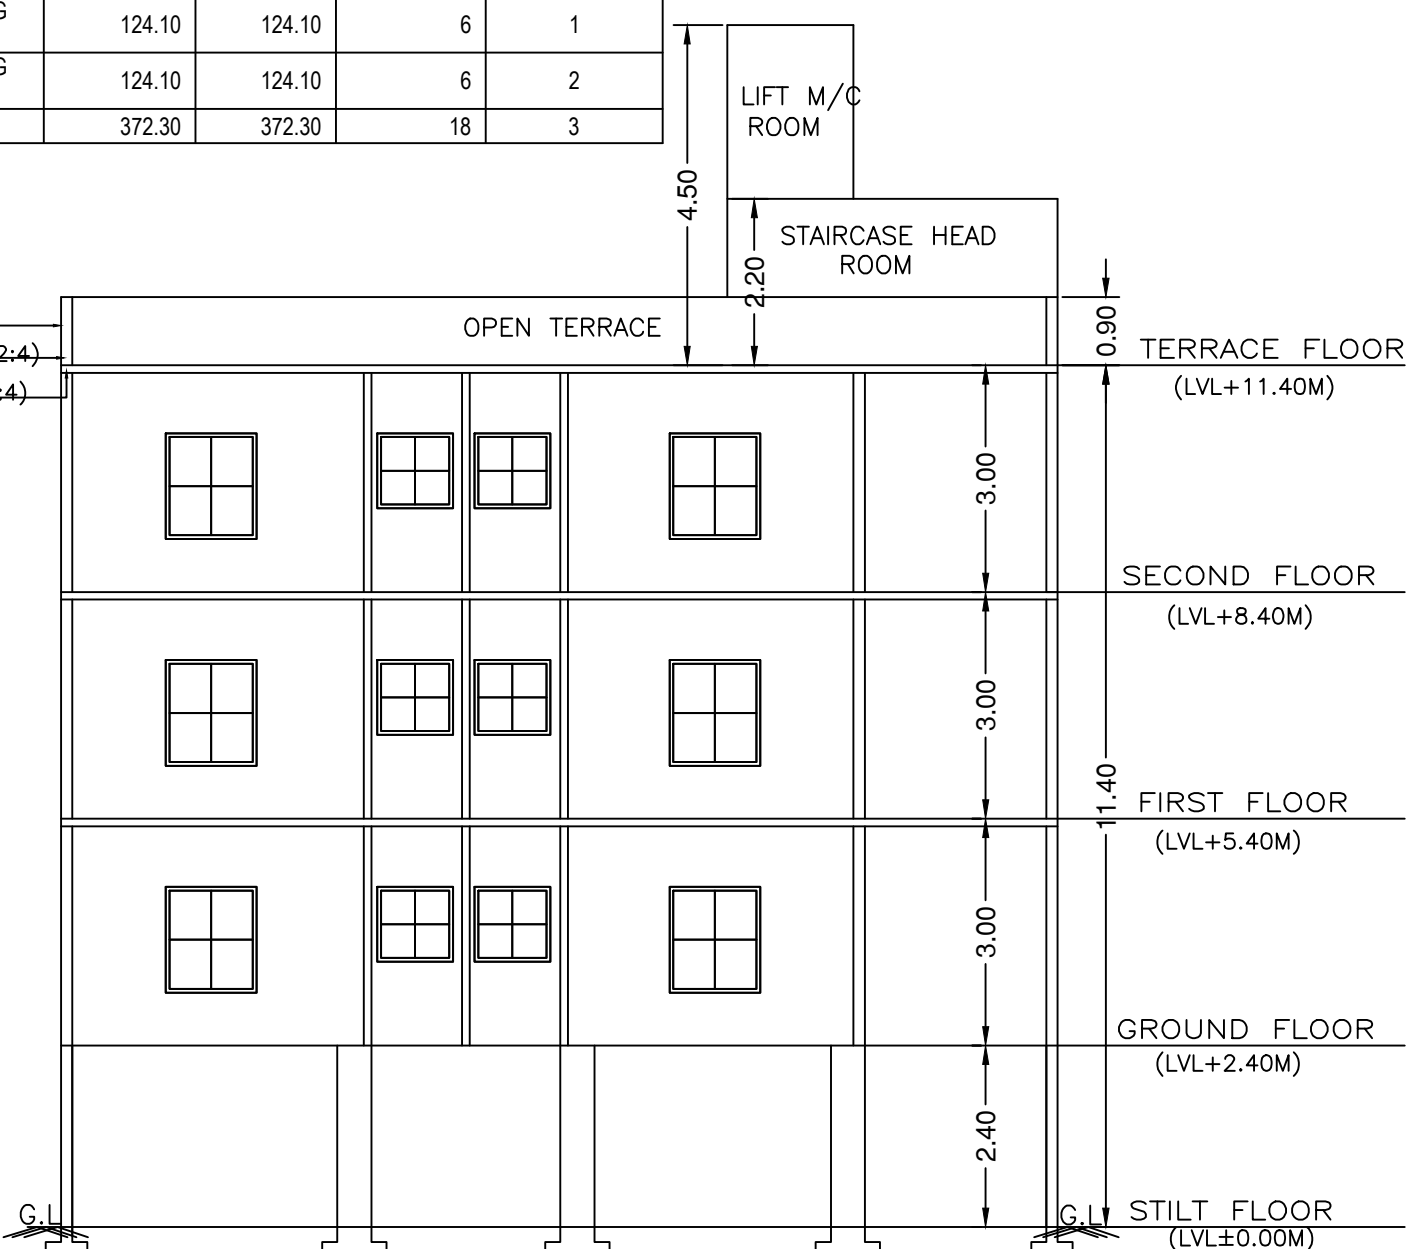 G
124.10 124.10 6 1
G
124.10 124.10 6 2
372.30 372.30 18 3
LIFT M/C
ROOM
4.50
STAIRCASE HEAD
ROOM
2.20
OPEN TERRACE
0.90
2:4)
:4)
TERRACE FLOOR
(LVL+11.40M)
3.00
SECOND FLOOR
(LVL+8.40M)
3.00
11.40
FIRST FLOOR
(LVL+5.40M)
3.00
GROUND FLOOR
(LVL+2.40M)
2.40
G.L
G.L
STILT FLOOR
(LVL±0.00M)